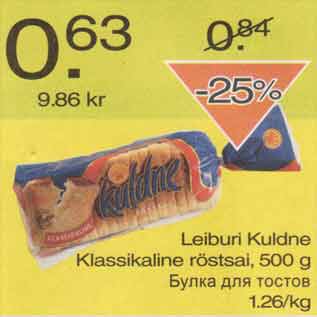 0.63
0.84
9.86 kr
-25%
kuldne
KLASSIKALINE
Leiburi Kuldne
Klassikaline röstsai, 500 g
Булка для тостов
1.26/kg